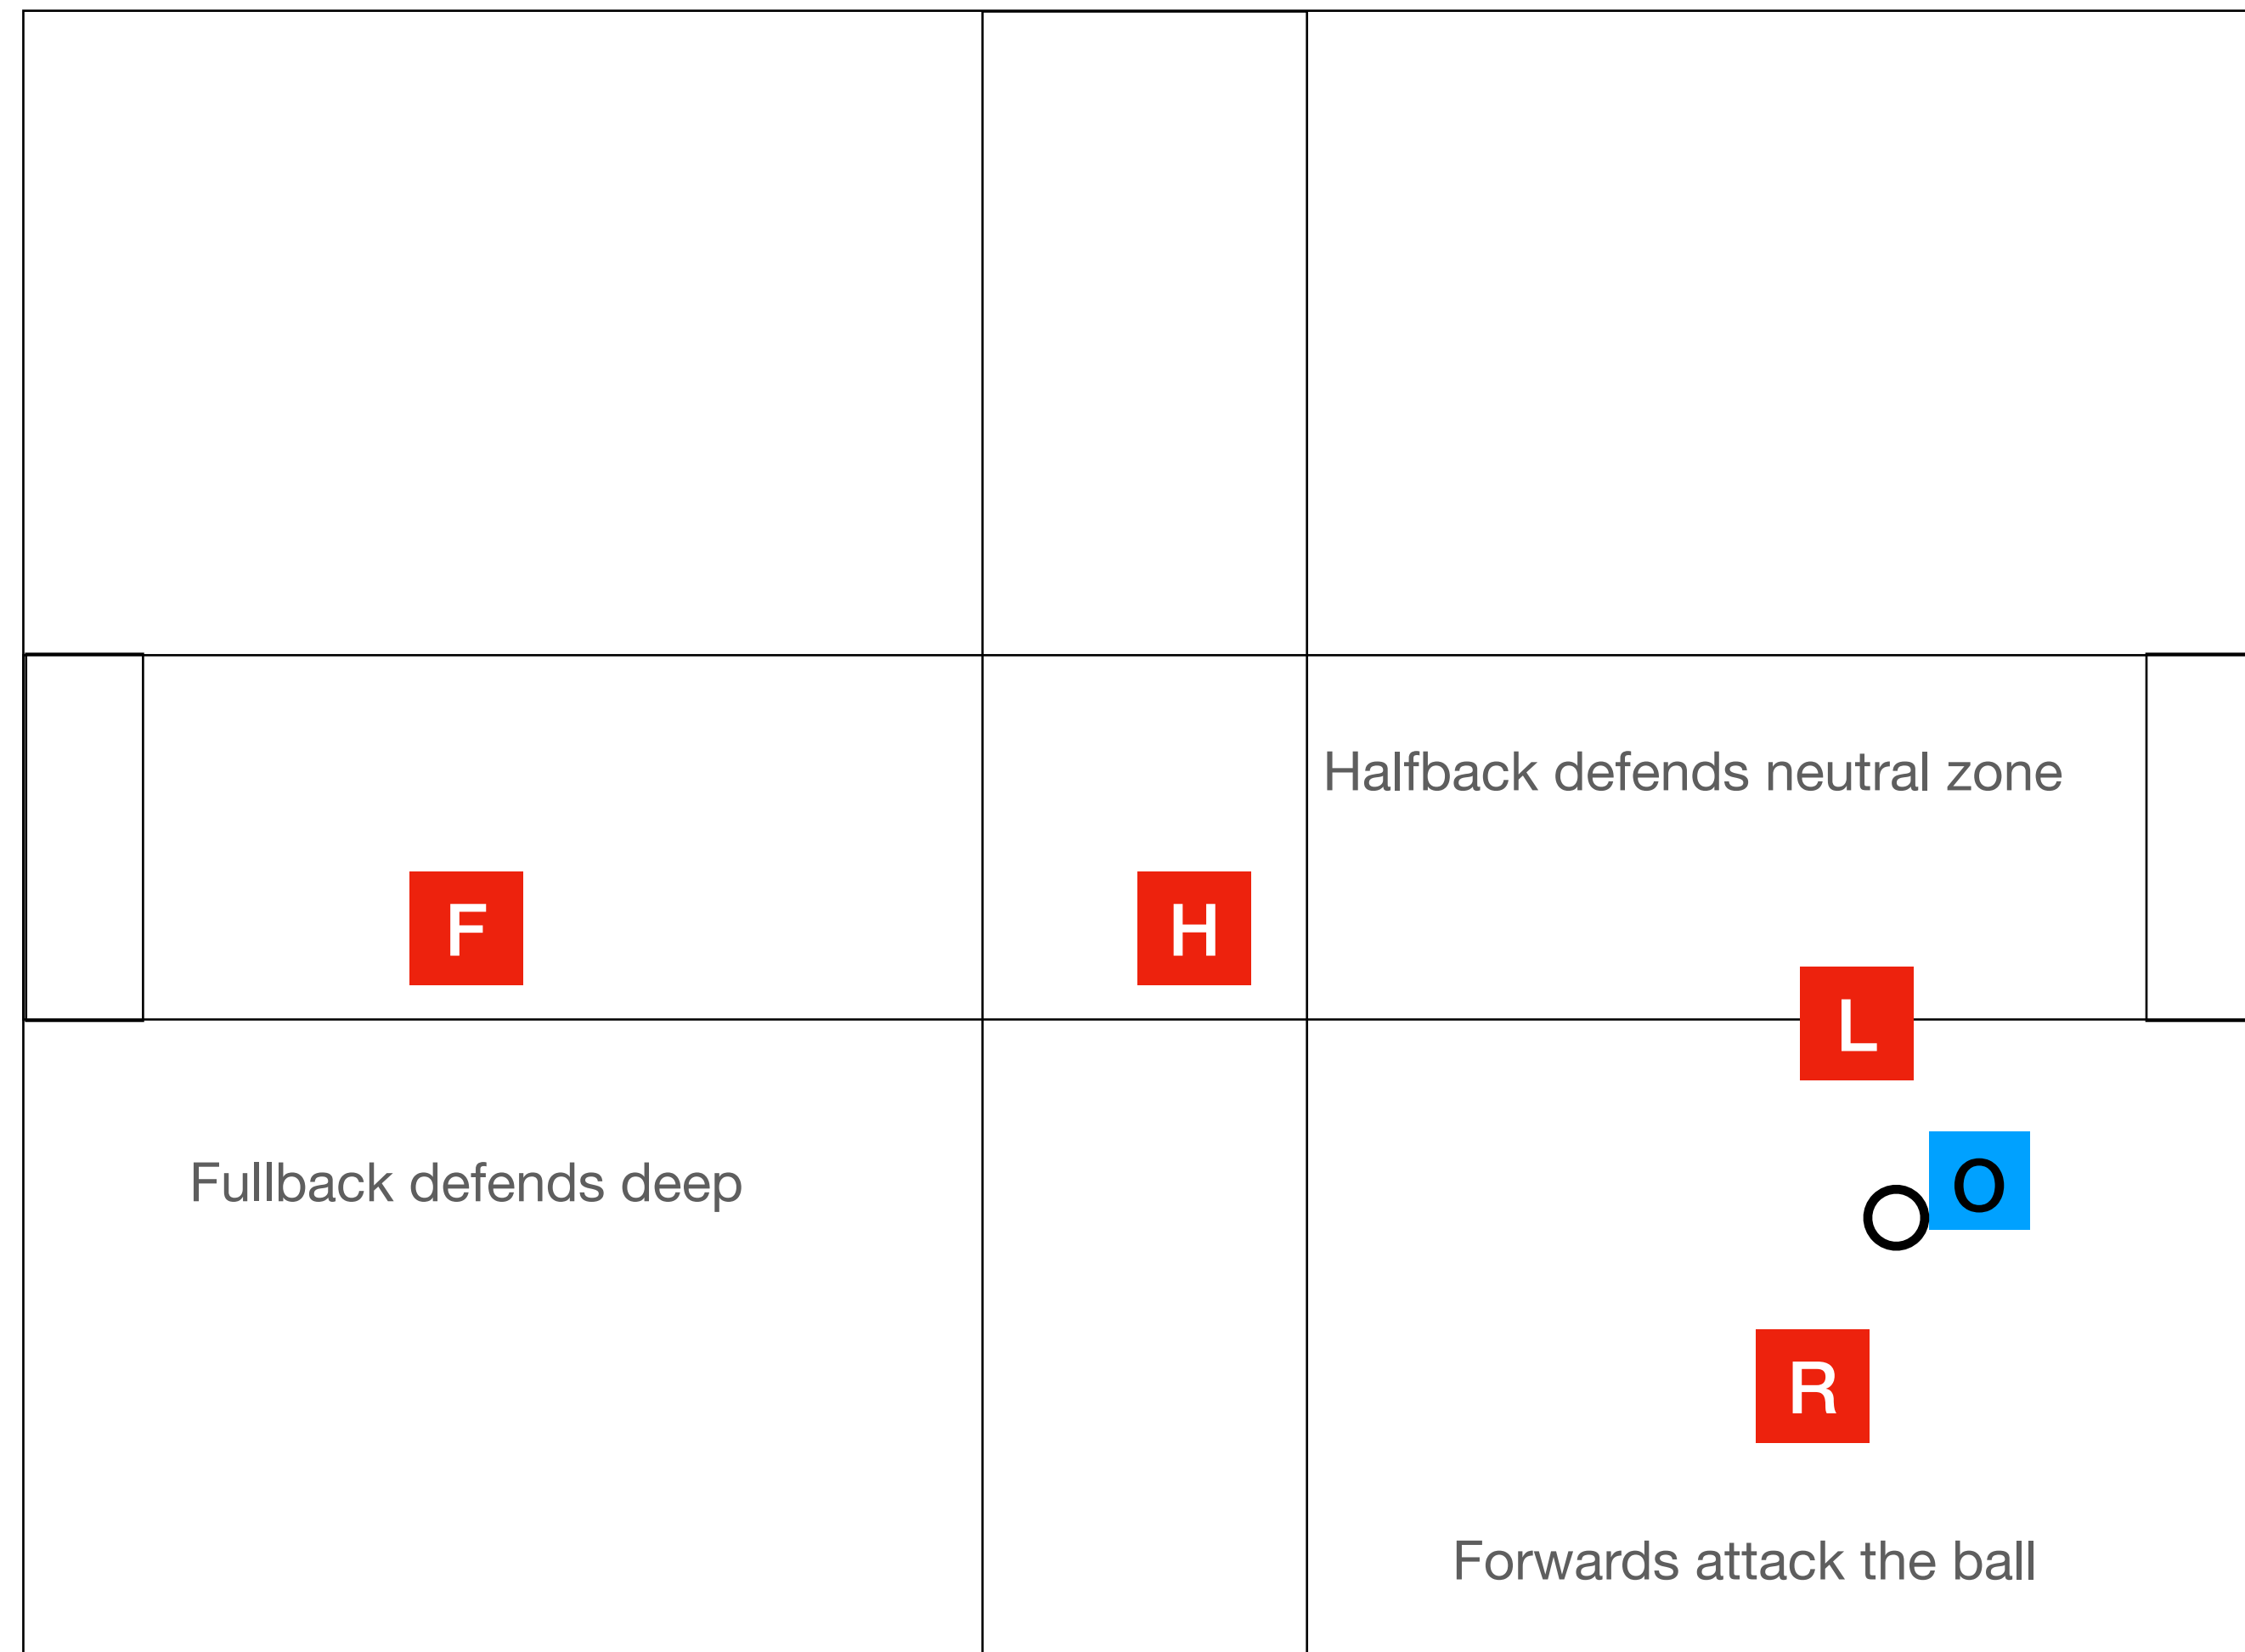 Halfback defends neutral zone
F
H
L
Fullback defends deep
O
R
Forwards attack the ball